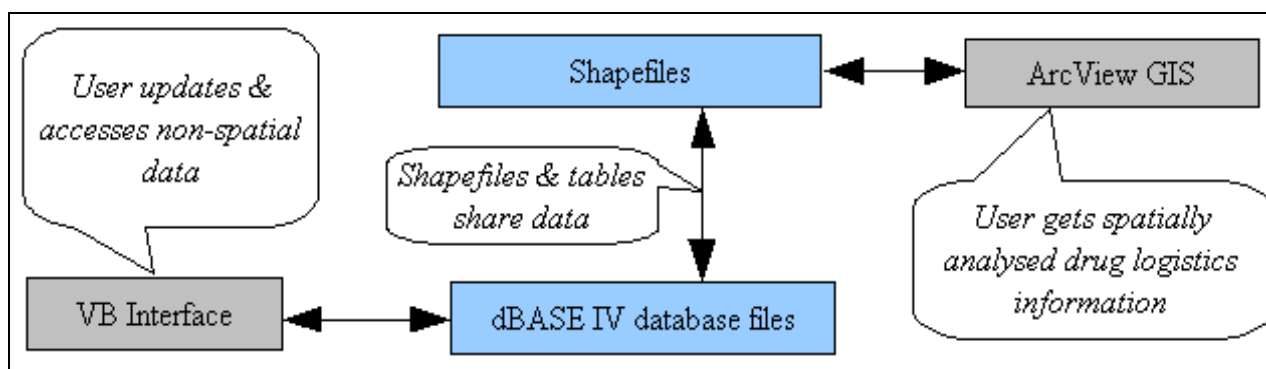 User updates &
accesses non-spatial
data
Shapefiles
ArcView GIS
Shapefiles & tables
share data
User gets spatially
analysed drug logistics
information
VB Interface
dBASE IV database files